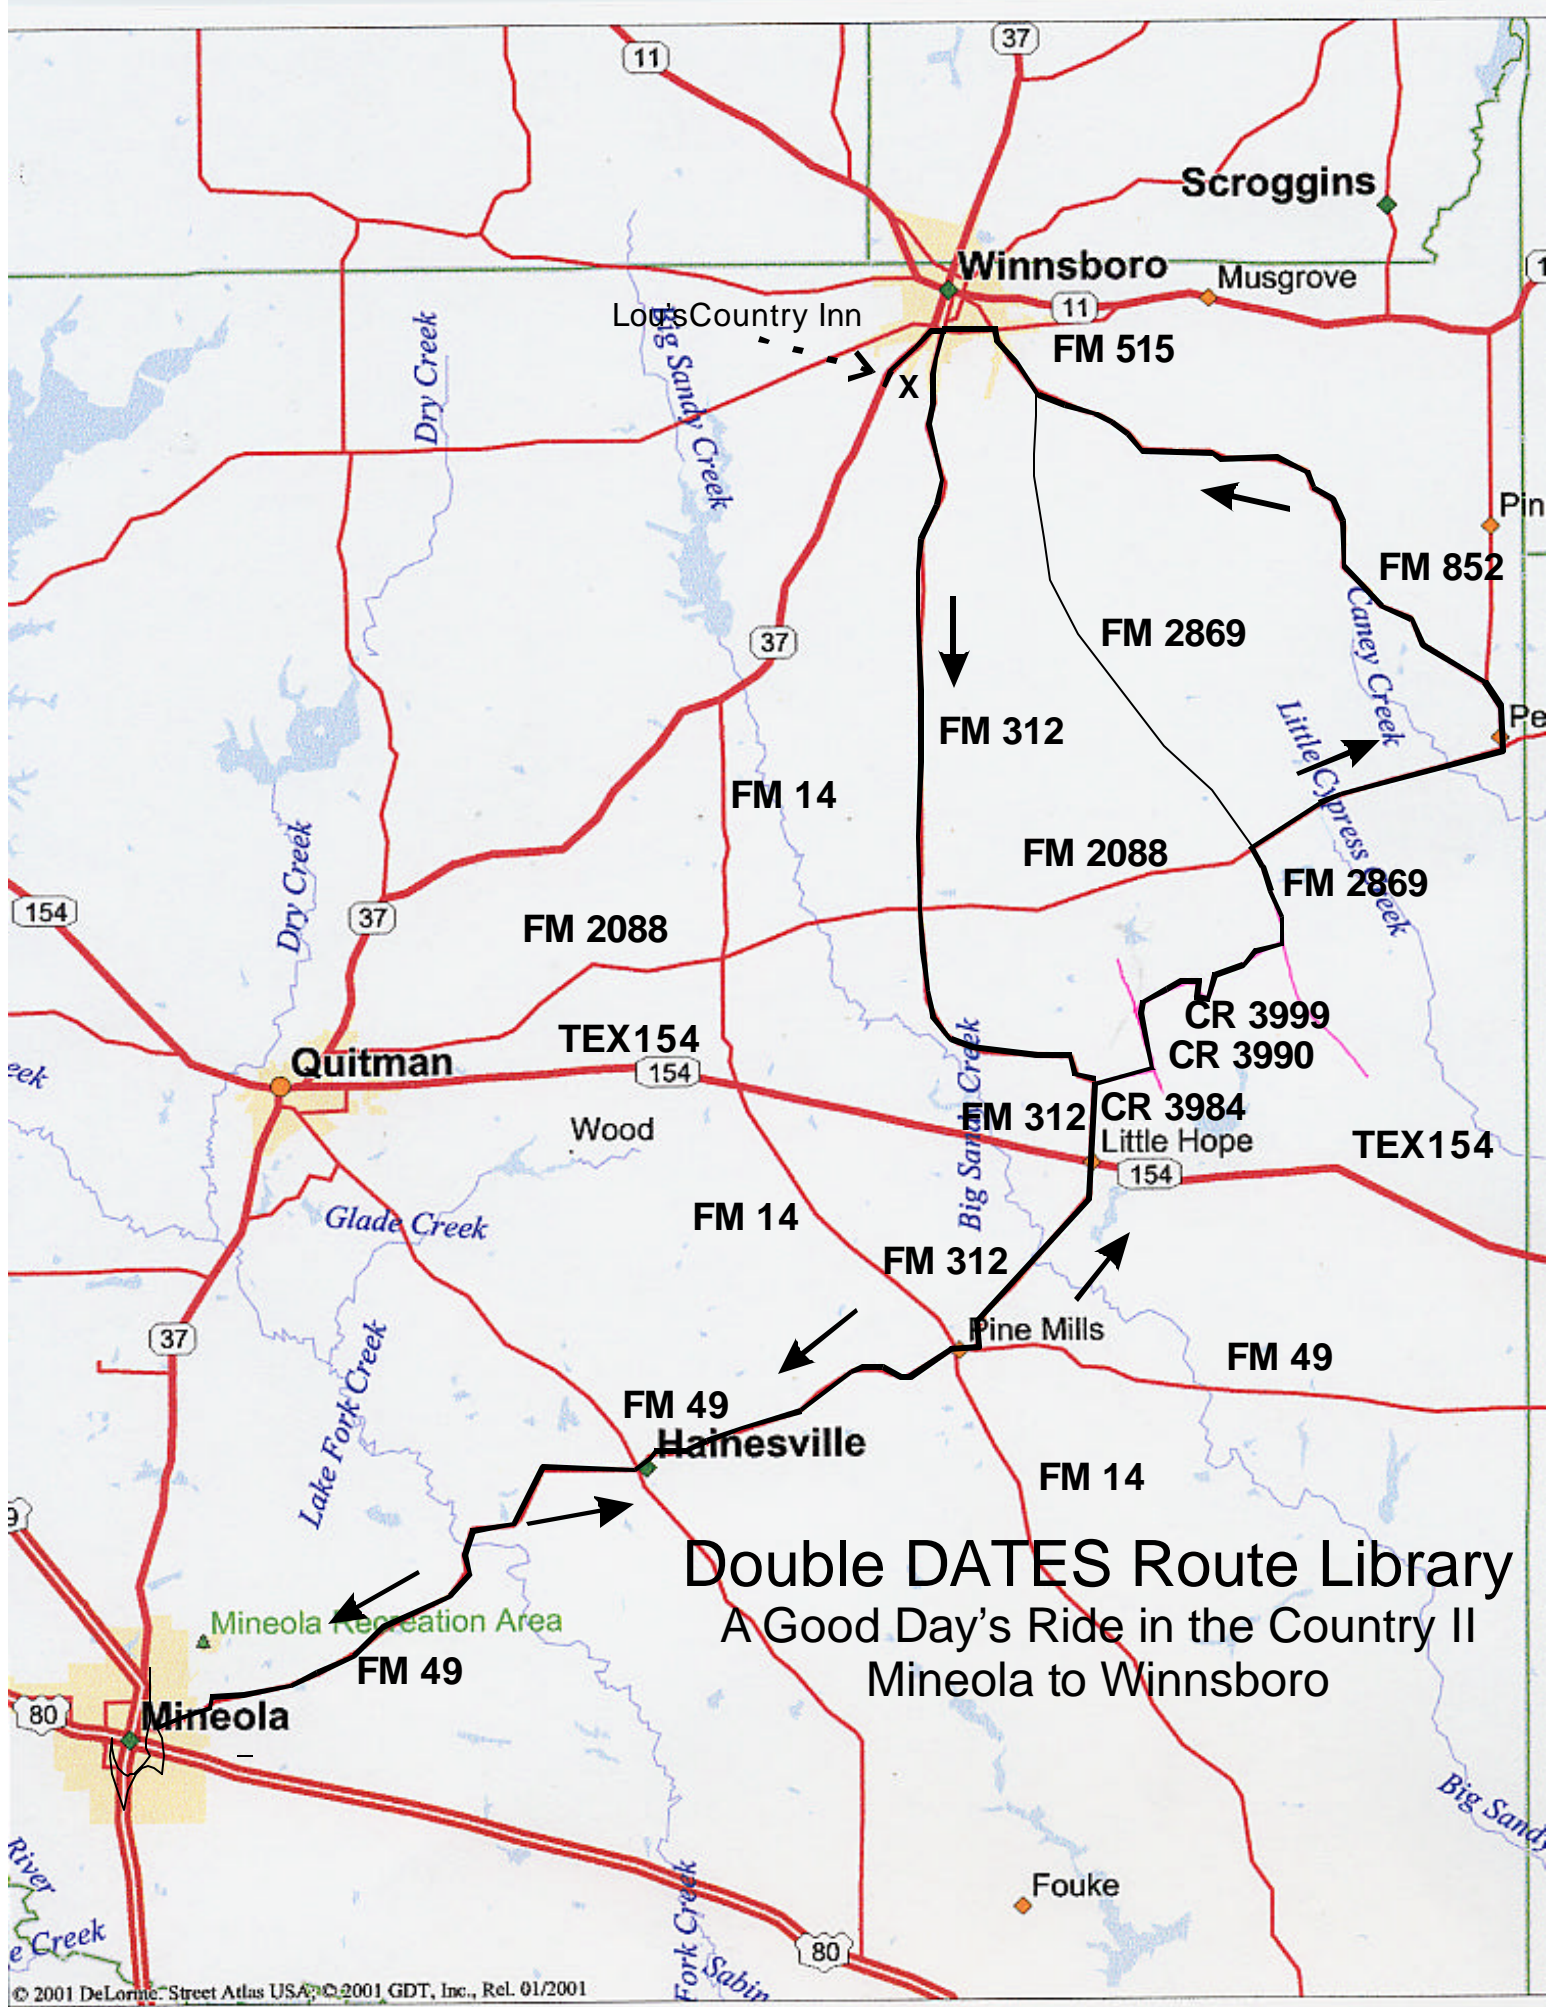 11
37
Scroggins
Winnsboro
Musgrove
11
Lou'sCountry Inn
FM 515
X
Dry Creek
Big Sandy Creek
Pin
FM 852
Caney Creek
FM 2869
37
Little Cypress Creek
Pe
FM 312
FM 14
FM 2088
FM 2869
Dry Creek
154
37
FM 2088
CR 3999
TEX154
CR 3990
Quitman
154
eek
Big Sandy Creek
FM 312
CR 3984
Wood
Little Hope
TEX154
154
Glade Creek
FM 14
FM 312
37
Pine Mills
FM 49
Lake Fork Creek
FM 49
Hainesville
FM 14
9
Double DATES Route Library
A Good Day's Ride in the Country II
Mineola to Winnsboro
Mineola Recreation Area
FM 49
80
Mineola
Big Sandy
River
Fouke
e Creek
Fork Creek
80
Sabin
© 2001 DeLorme. Street Atlas USA; © 2001 GDT, Inc., Rel. 01/2001